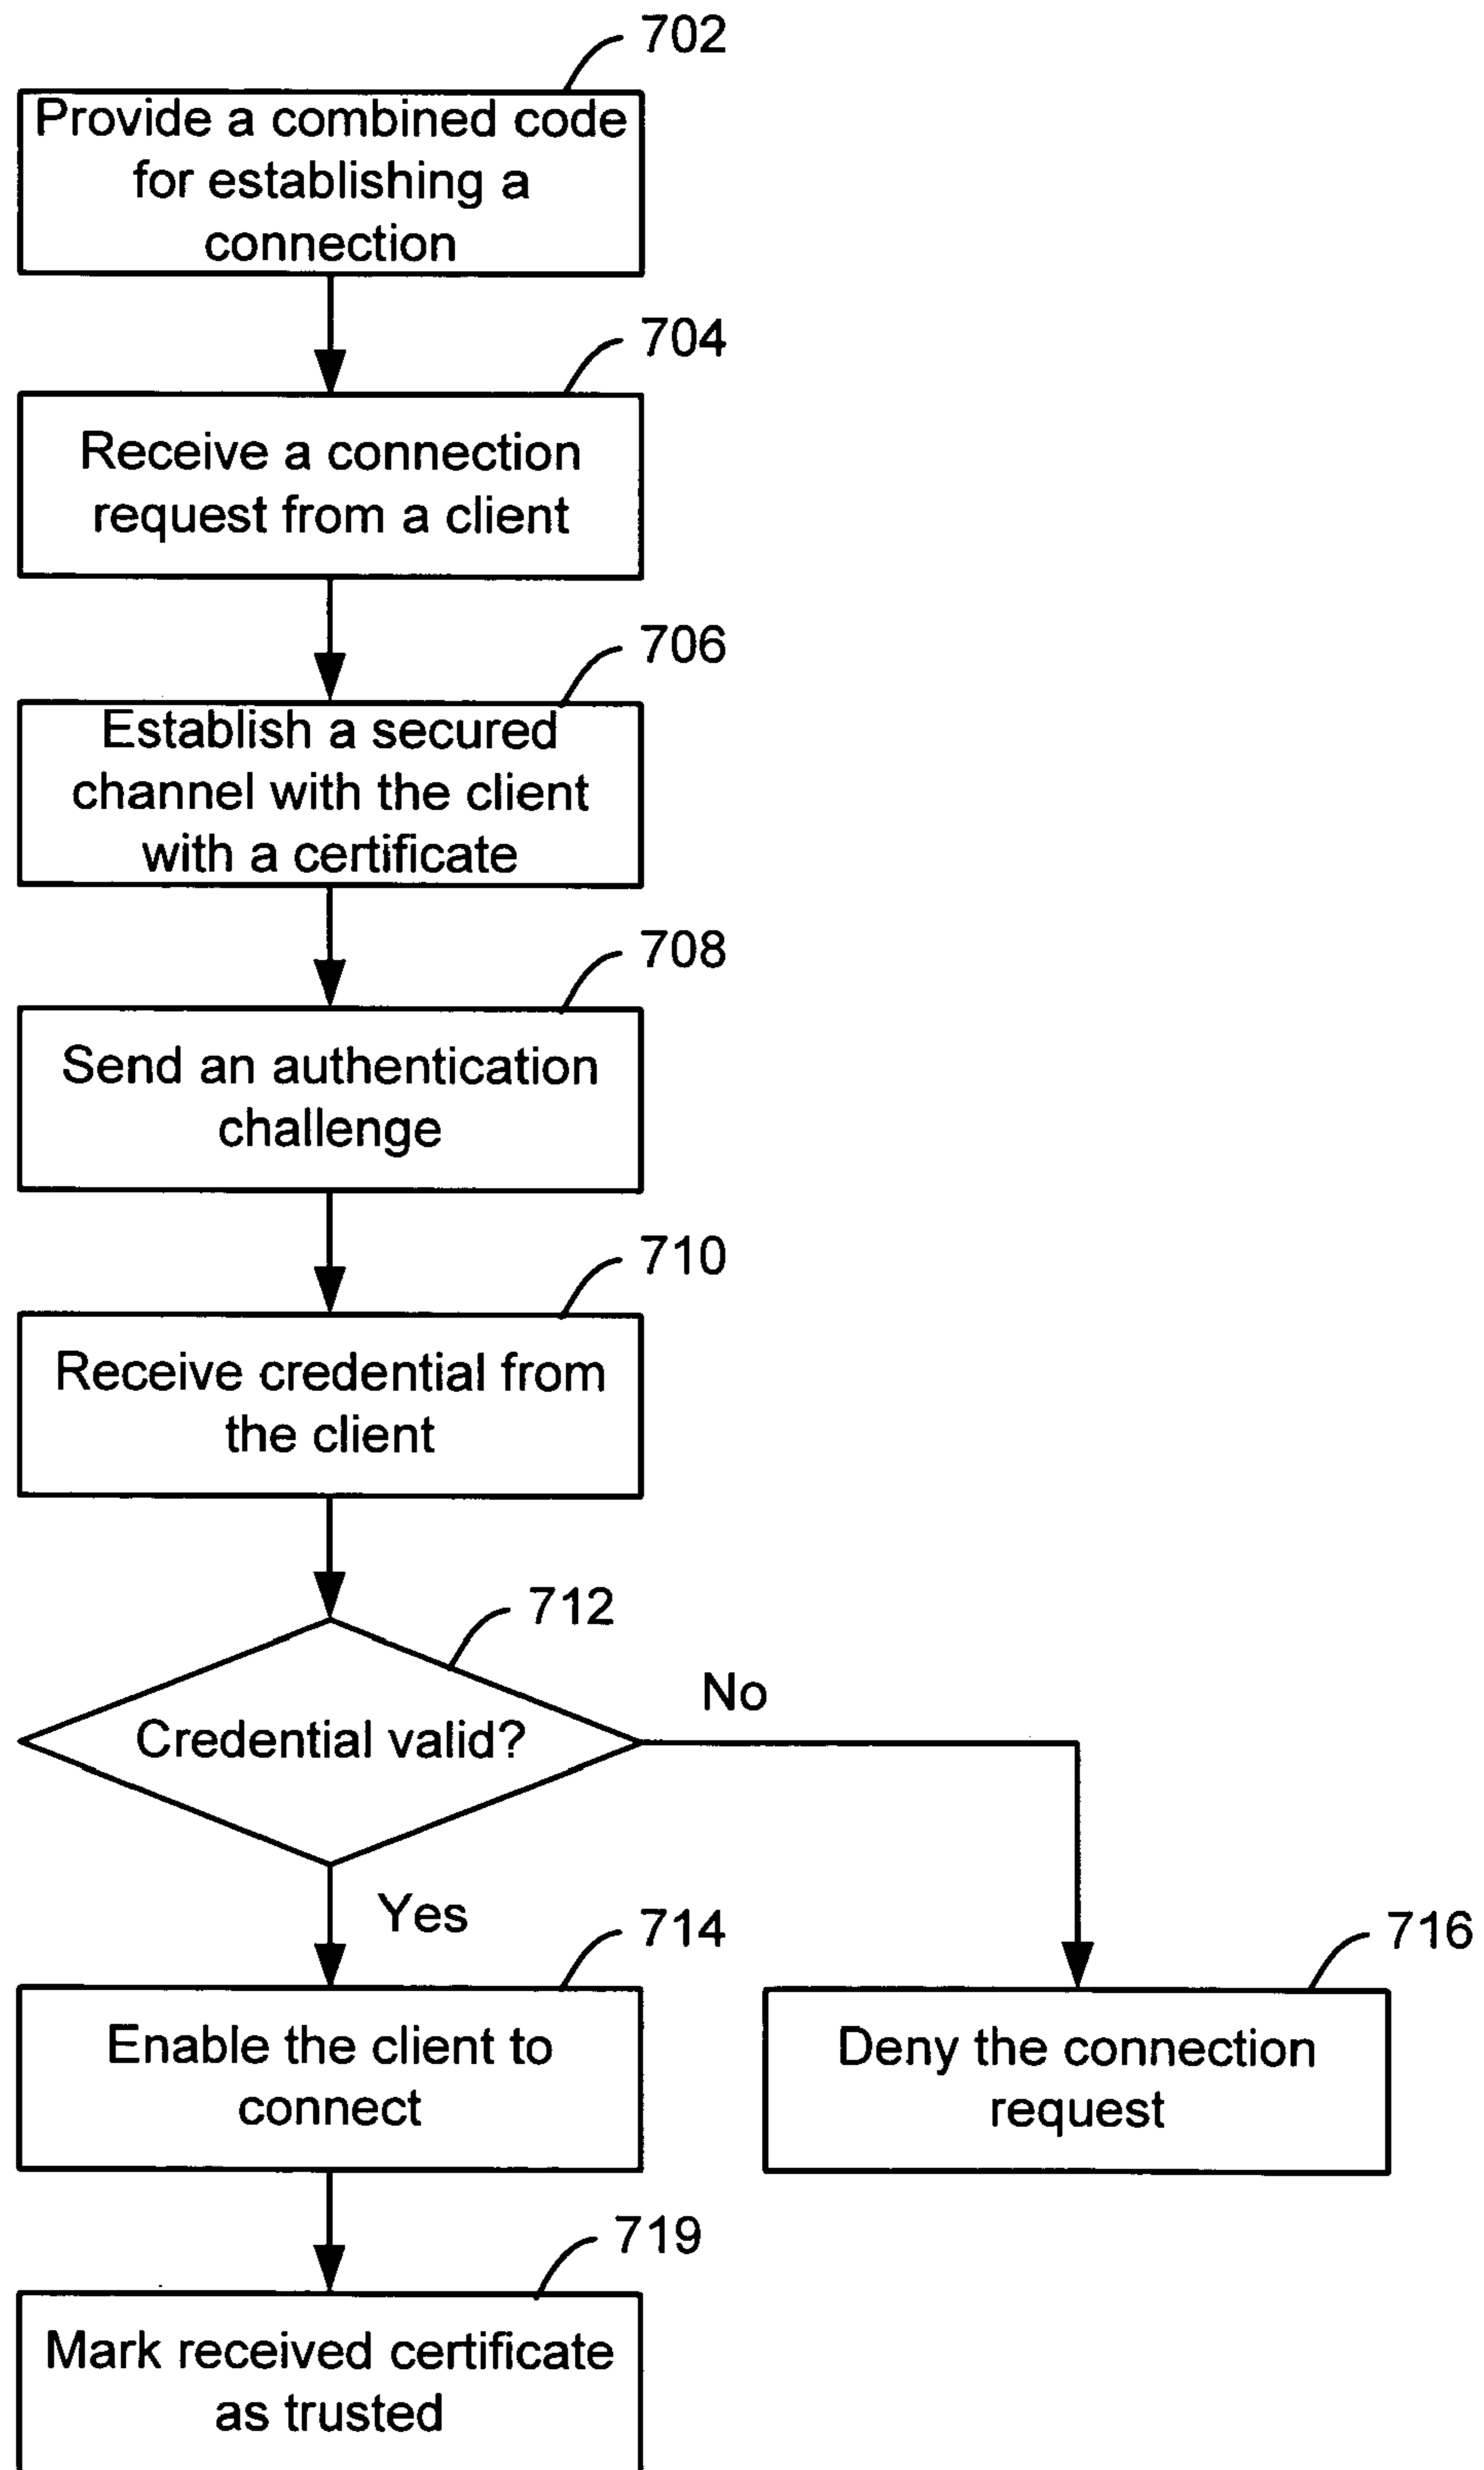 702
Provide a combined code
for establishing a
connection
704
Receive a connection
request from a client
706
Establish a secured
channel with the client
with a certificate
708
Send an authentication
challenge
710
Receive credential from
the client
712
Credential valid?
No
Yes
714
Enable the client to
connect
716
Deny the connection
request
719
Mark received certificate
as trusted